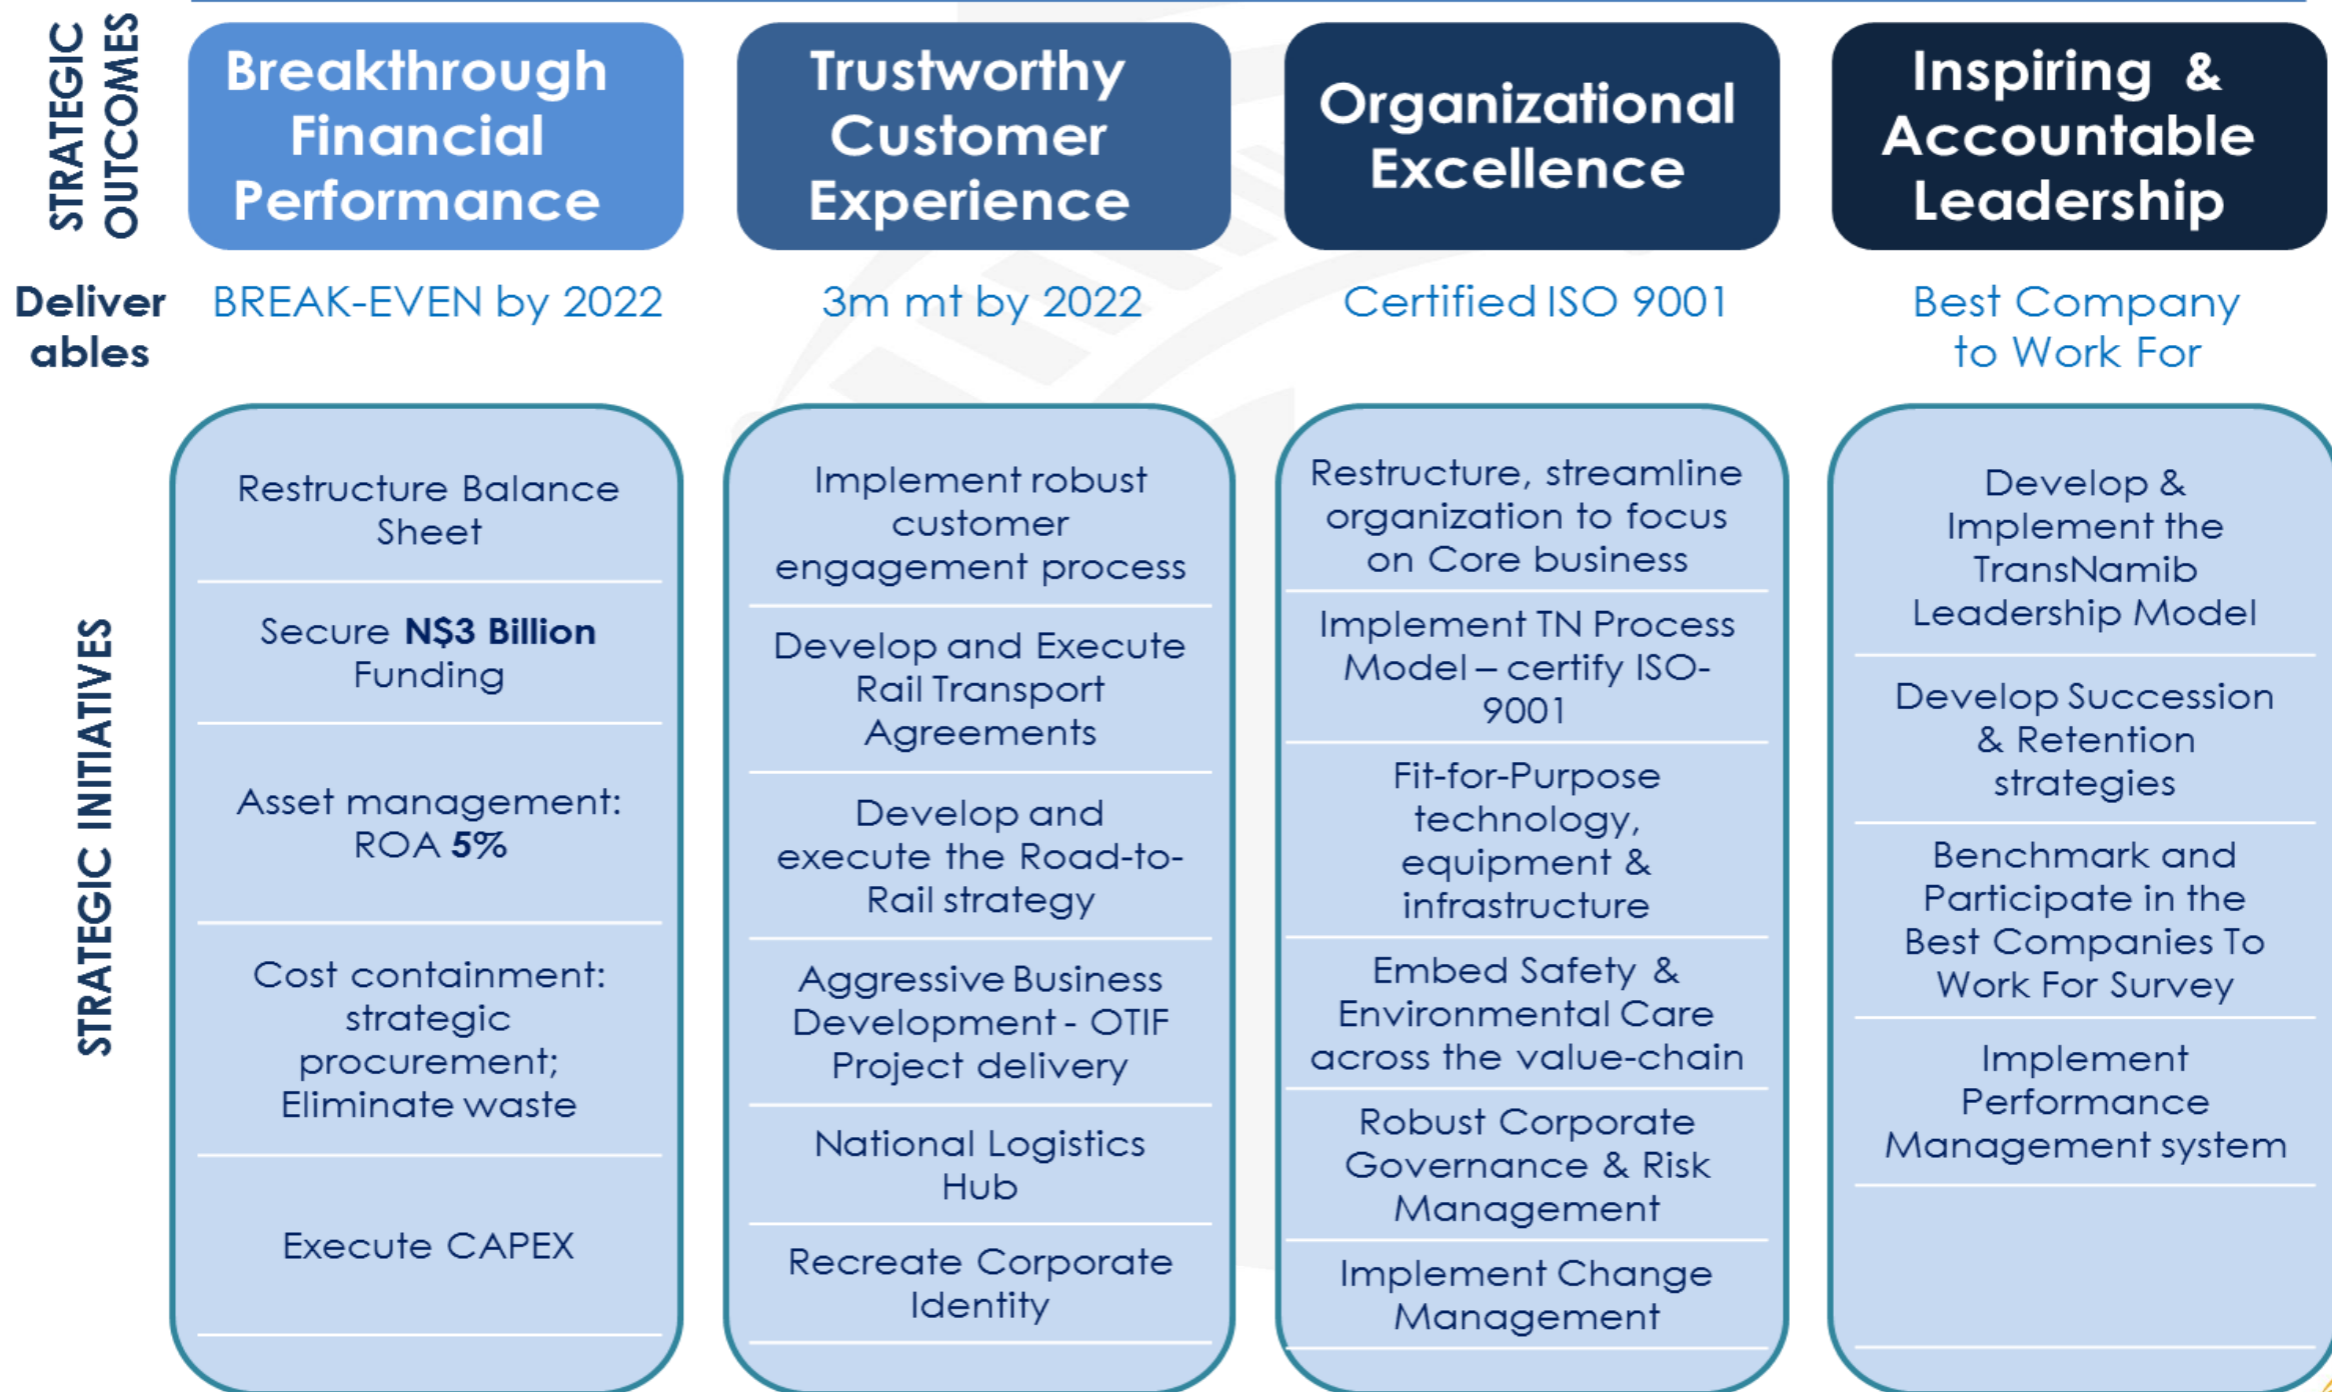 STRATEGIC
OUTCOMES
Breakthrough
Financial
Performance
Trustworthy
Customer
Experience
Organizational
Excellence
Inspiring &
Accountable
Leadership
Deliver
ables
BREAK-EVEN by 2022
3m mt by 2022
Certified ISO 9001
Best Company
to Work For
STRATEGIC INITIATIVES
Restructure Balance
Sheet
Secure N$3 Billion
Funding
Asset management:
ROA 5%
Cost containment:
strategic
procurement;
Eliminate waste
Execute CAPEX
Implement robust
customer
engagement process
Develop and Execute
Rail Transport
Agreements
Develop and
execute the Road-to-
Rail strategy
Aggressive Business
Development - OTIF
Project delivery
National Logistics
Hub
Recreate Corporate
Identity
Restructure, streamline
organization to focus
on Core business
Implement TN Process
Model – certify ISO-
9001
Fit-for-Purpose
technology,
equipment &
infrastructure
Embed Safety &
Environmental Care
across the value-chain
Robust Corporate
Governance & Risk
Management
Implement Change
Management
Develop &
Implement the
TransNamib
Leadership Model
Develop Succession
& Retention
strategies
Benchmark and
Participate in the
Best Companies To
Work For Survey
Implement
Performance
Management system